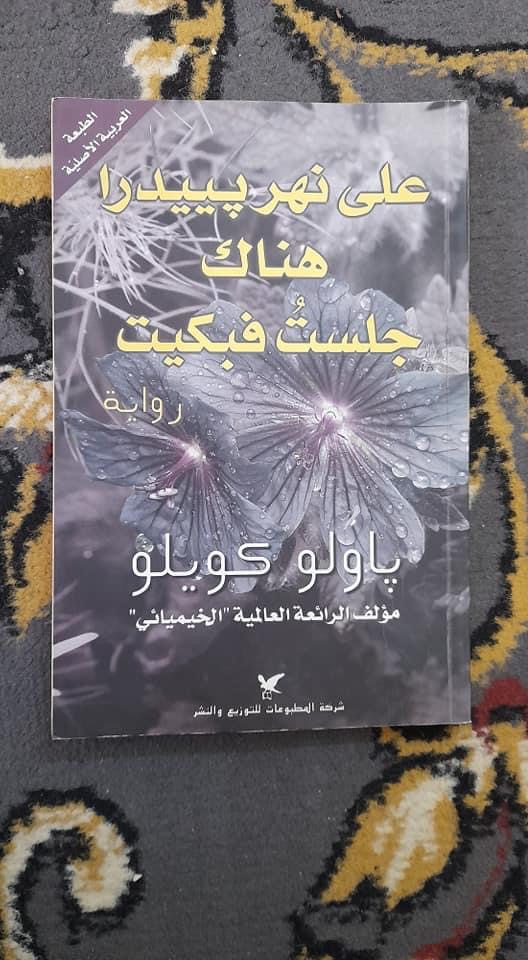 الطبعة
العربية الأصلية
على نهر پييدرا
هناك
جلستُ فبكيت
رواية
پاولو كويلو
مؤلف الرائعة العالمية "الخيميائي"
شركة المطبوعات للتوزيع والنشر